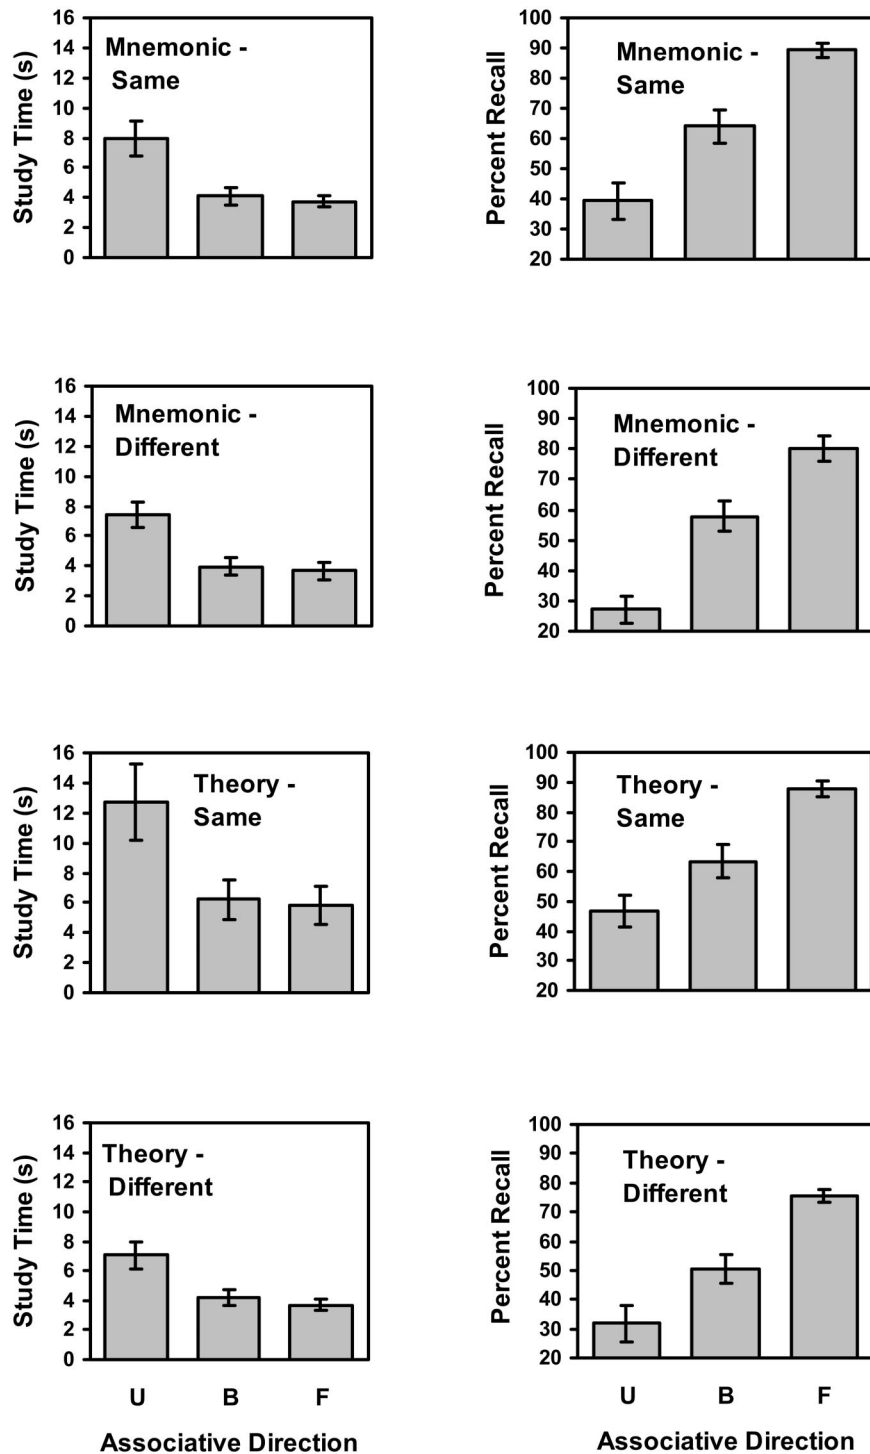 Study Time (s)
16
14
12
10
8
6
4
2
0
Mnemonic -
Same
Percent Recall
100
90
80
70
60
50
40
30
20
Mnemonic -
Same
Study Time (s)
16
14
12
10
8
6
4
2
0
Mnemonic -
Different
Percent Recall
100
90
80
70
60
50
40
30
20
Mnemonic -
Different
Study Time (s)
16
14
12
10
8
6
4
2
0
Theory -
Same
Percent Recall
100
90
80
70
60
50
40
30
20
Theory -
Same
Study Time (s)
16
14
12
10
8
6
4
2
0
Theory -
Different
U B F
Associative Direction
Percent Recall
100
90
80
70
60
50
40
30
20
Theory -
Different
U B F
Associative Direction